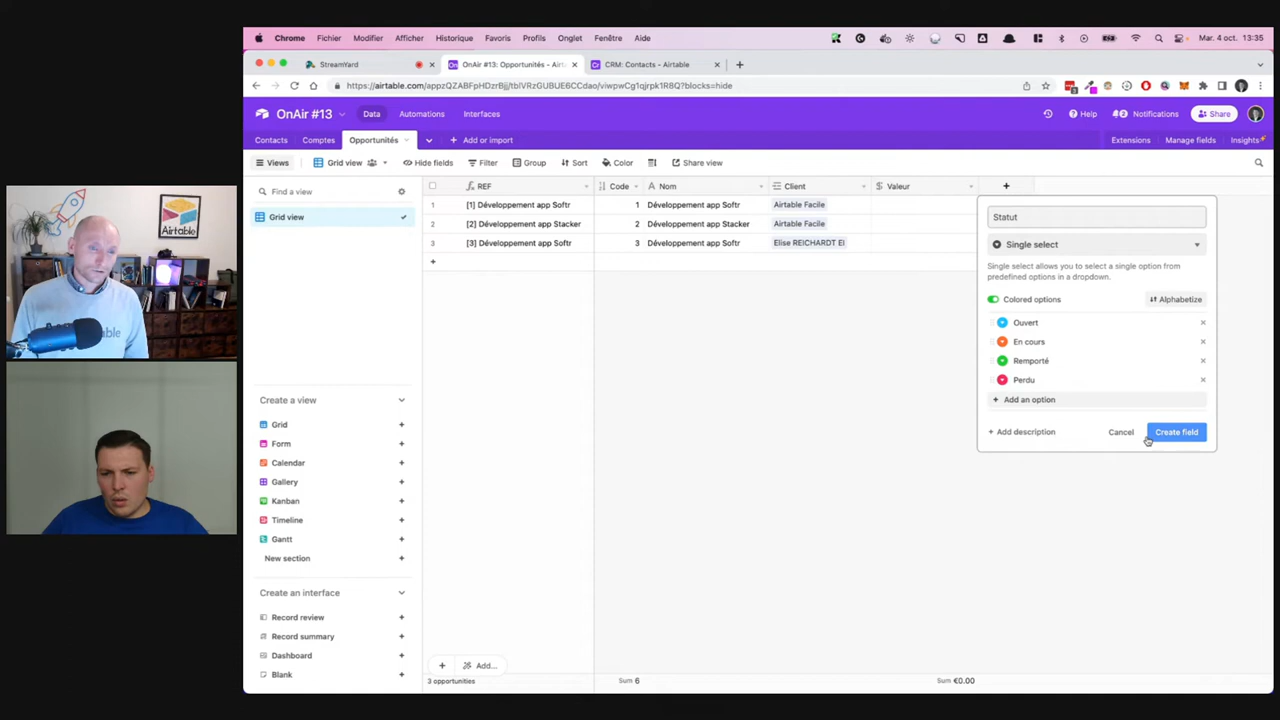 Chrome Fichier Modifier Afficher Historique Favoris Profils Onglet Fenêtre Aide Mar. 4 oct. 13:35
StreamYard
OnAir #13: Opportunités - Airt
CRM: Contacts - Airtable
https://airtable.com/appzQZABFpHDzrBjj/tblVRzGUBUE6CCdao/viwpwCg1qjrpk1R8Q?blocks=hide
OnAir #13 Data Automations Interfaces Help 2 Notifications Share
Contacts Comptes Opportunités Add or import Extensions Manage fields Insights
Views Grid view Hide fields Filter Group Sort Color Share view
Find a view
Grid view
REF Code Nom Client Valeur
1 [1] Développement app Softr 1 Développement app Softr Airtable Facile
2 [2] Développement app Stacker 2 Développement app Stacker Airtable Facile
3 [3] Développement app Softr 3 Développement app Softr Elise REICHARDT EI
Statut
Single select
Single select allows you to select a single option from
predefined options in a dropdown.
Colored options Alphabetize
Ouvert
En cours
Remporté
Perdu
Add an option
Add description Cancel Create field
Create a view
Grid
Form
Calendar
Gallery
Kanban
Timeline
Gantt
New section
Create an interface
Record review
Record summary
Dashboard
Blank
Add...
3 opportunities Sum 6 Sum €0.00
Airtable